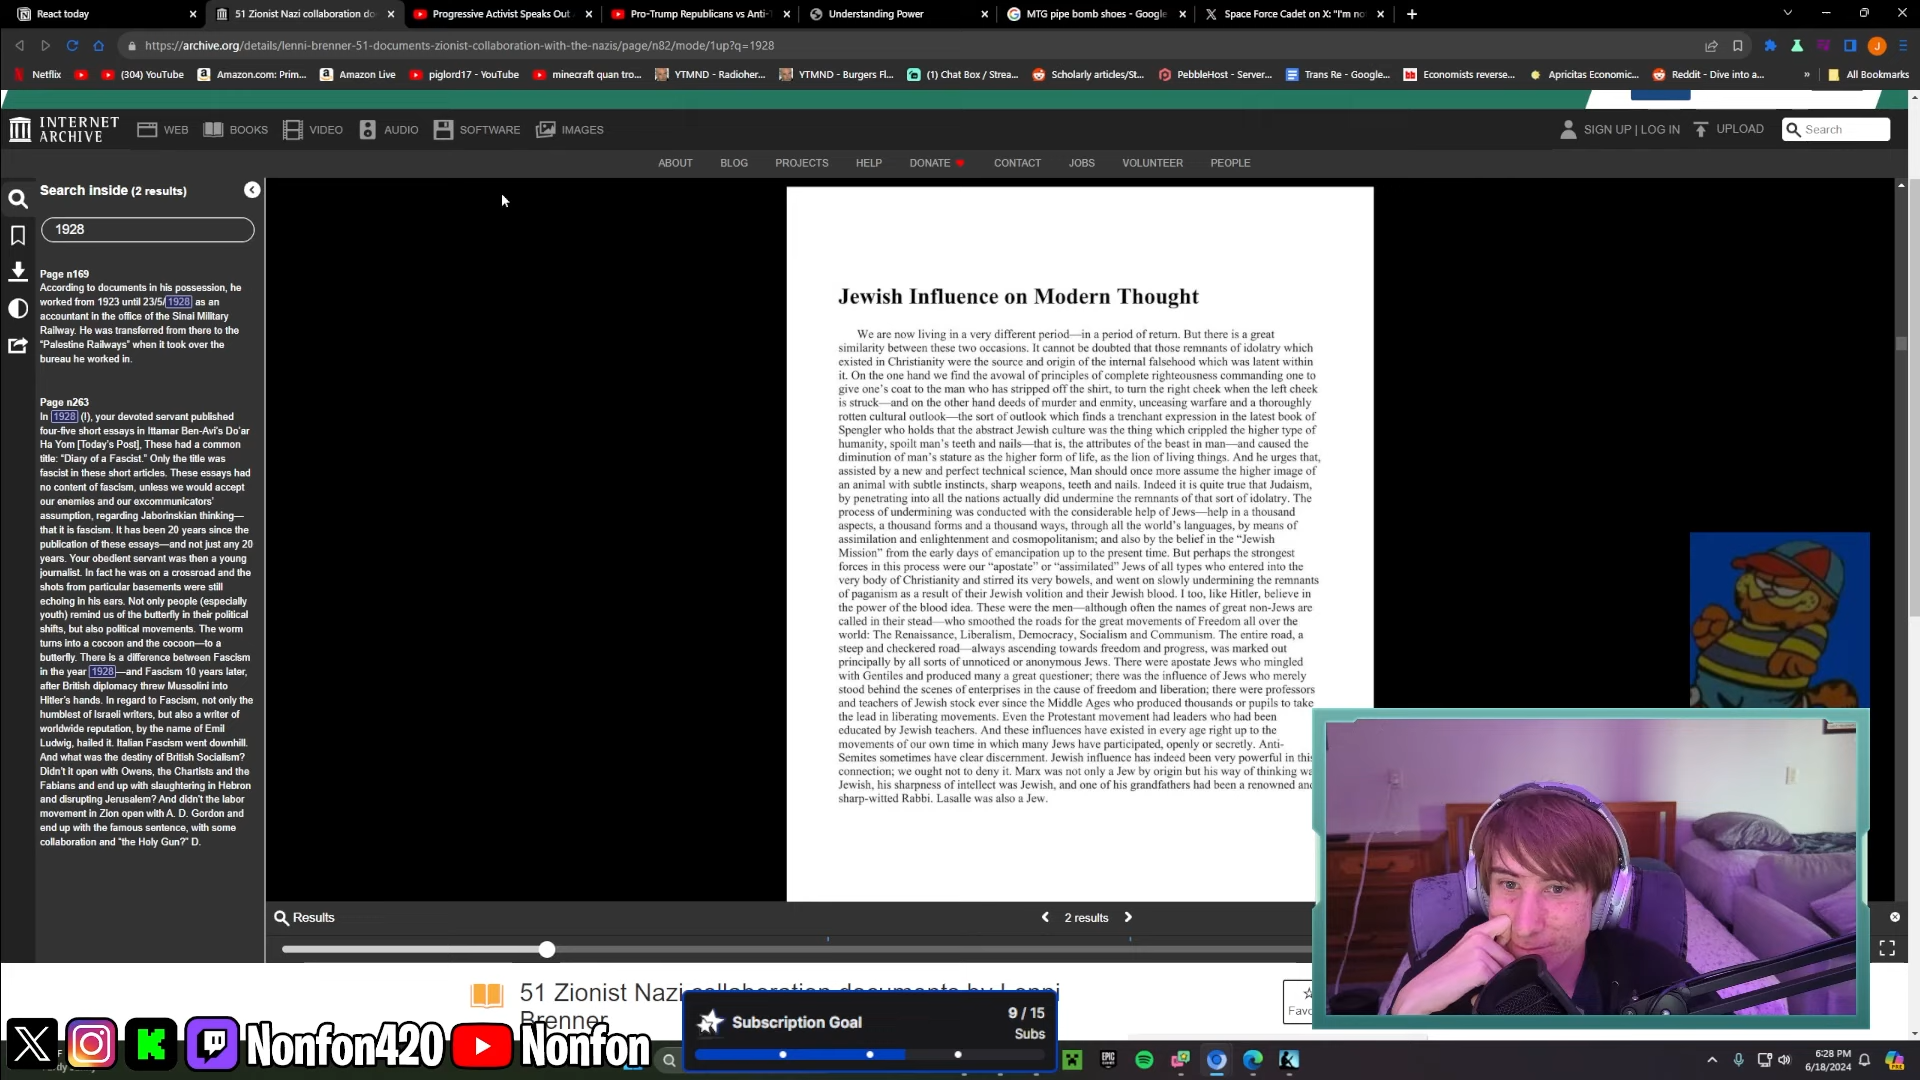 React today
51 Zionist Nazi collaboration do
Progressive Activist Speaks Out
Pro-Trump Republicans vs Anti-T
Understanding Power
MTG pipe bomb shoes - Google
Space Force Cadet on X: "I'm no
https://archive.org/details/lenni-brenner-51-documents-zionist-collaboration-with-the-nazis/page/n82/mode/1up?q=1928
Netflix
(304) YouTube
Amazon.com: Prim...
Amazon Live
piglord17 - YouTube
minecraft quan tro...
YTMND - Radioher...
YTMND - Burgers Fl...
(1) Chat Box / Strea...
Scholarly articles/St...
PebbleHost - Server...
Trans Re - Google...
Economists reverse...
Apricitas Economic...
Reddit - Dive into a...
» All Bookmarks
INTERNET
ARCHIVE
WEB BOOKS VIDEO AUDIO SOFTWARE IMAGES
SIGN UP | LOG IN UPLOAD Search
ABOUT BLOG PROJECTS HELP DONATE CONTACT JOBS VOLUNTEER PEOPLE
Search inside (2 results)
1928
Page n169
According to documents in his possession, he
worked from 1923 until 23/5/1928 as an
accountant in the office of the Sinai Military
Railway. He was transferred from there to the
"Palestine Railways" when it took over the
bureau he worked in.
Page n263
In 1928 (!), your devoted servant published
four-five short essays in Ittamar Ben-Avi's Do'ar
Ha Yom [Today's Post], These had a common
title: "Diary of a Fascist." Only the title was
fascist in these short articles. These essays had
no content of fascism, unless we would accept
our enemies and our excommunicators'
assumption, regarding Jaborinskian thinking—
that it is fascism. It has been 20 years since the
publication of these essays—and not just any 20
years. Your obedient servant was then a young
journalist. In fact he was on a crossroad and the
shots from particular basements were still
echoing in his ears. Not only people (especially
youth) remind us of the butterfly in their political
shifts, but also political movements. The worm
turns into a cocoon and the cocoon—to a
butterfly. There is a difference between Fascism
in the year 1928—and Fascism 10 years later,
after British diplomacy threw Mussolini into
Hitler's hands. In regard to Fascism, not only the
humblest of Israeli writers, but also a writer of
worldwide reputation, by the name of Emil
Ludwig, hailed it. Italian Fascism went downhill.
And what was the destiny of British Socialism?
Didn't it open with Owens, the Chartists and the
Fabians and end up with slaughtering in Hebron
and disrupting Jerusalem? And didn't the labor
movement in Zion open with A. D. Gordon and
end up with the famous sentence, with some
collaboration and "the Holy Gun?" D.
Jewish Influence on Modern Thought
We are now living in a very different period—in a period of return. But there is a great
similarity between these two occasions. It cannot be doubted that those remnants of idolatry which
existed in Christianity were the source and origin of the internal falsehood which was latent within
it. On the one hand we find the avowal of principles of complete righteousness commanding one to
give one's coat to the man who has stripped off the shirt, to turn the right cheek when the left cheek
is struck—and on the other hand deeds of murder and enmity, unceasing warfare and a thoroughly
rotten cultural outlook—the sort of outlook which finds a trenchant expression in the latest book of
Spengler who holds that the abstract Jewish culture was the thing which crippled the higher type of
humanity, spoilt man's teeth and nails—that is, the attributes of the beast in man—and caused the
diminution of man's stature as the higher form of life, as the lion of living things. And he urges that,
assisted by a new and perfect technical science, Man should once more assume the higher image of
an animal with subtle instincts, sharp weapons, teeth and nails. Indeed it is quite true that Judaism,
by penetrating into all the nations actually did undermine the remnants of that sort of idolatry. The
process of undermining was conducted with the considerable help of Jews—help in a thousand
aspects, a thousand forms and a thousand ways, through all the world's languages, by means of
assimilation and enlightenment and cosmopolitanism; and also by the belief in the "Jewish
Mission" from the early days of emancipation up to the present time. But perhaps the strongest
forces in this process were our "apostate" or "assimilated" Jews of all types who entered into the
very body of Christianity and stirred its very bowels, and went on slowly undermining the remnants
of paganism as a result of their Jewish volition and their Jewish blood. I too, like Hitler, believe in
the power of the blood idea. These were the men—although often the names of great non-Jews are
called in their stead—who smoothed the roads for the great movements of Freedom all over the
world: The Renaissance, Liberalism, Democracy, Socialism and Communism. The entire road, a
steep and checkered road—always ascending towards freedom and progress, was marked out
principally by all sorts of unnoticed or anonymous Jews. There were apostate Jews who mingled
with Gentiles and produced many a great questioner; there was the influence of Jews who merely
stood behind the scenes of enterprises in the cause of freedom and liberation; there were professors
and teachers of Jewish stock ever since the Middle Ages who produced thousands or pupils to take
the lead in liberating movements. Even the Protestant movement had leaders who had been
educated by Jewish teachers. And these influences have existed in every age right up to the
movements of our own time in which many Jews have participated, openly or secretly. Anti-
Semites sometimes have clear discernment. Jewish influence has indeed been very powerful in this
connection; we ought not to deny it. Marx was not only a Jew by origin but his way of thinking wa
Jewish, his sharpness of intellect was Jewish, and one of his grandfathers had been a renowned and
sharp-witted Rabbi. Lasalle was also a Jew.
Results
2 results
51 Zionist Nazi collaboration documents by Lenni
Brenner
Favo
Subscription Goal
9 / 15
Subs
Nonfon420
Nonfon
6:28 PM
6/18/2024